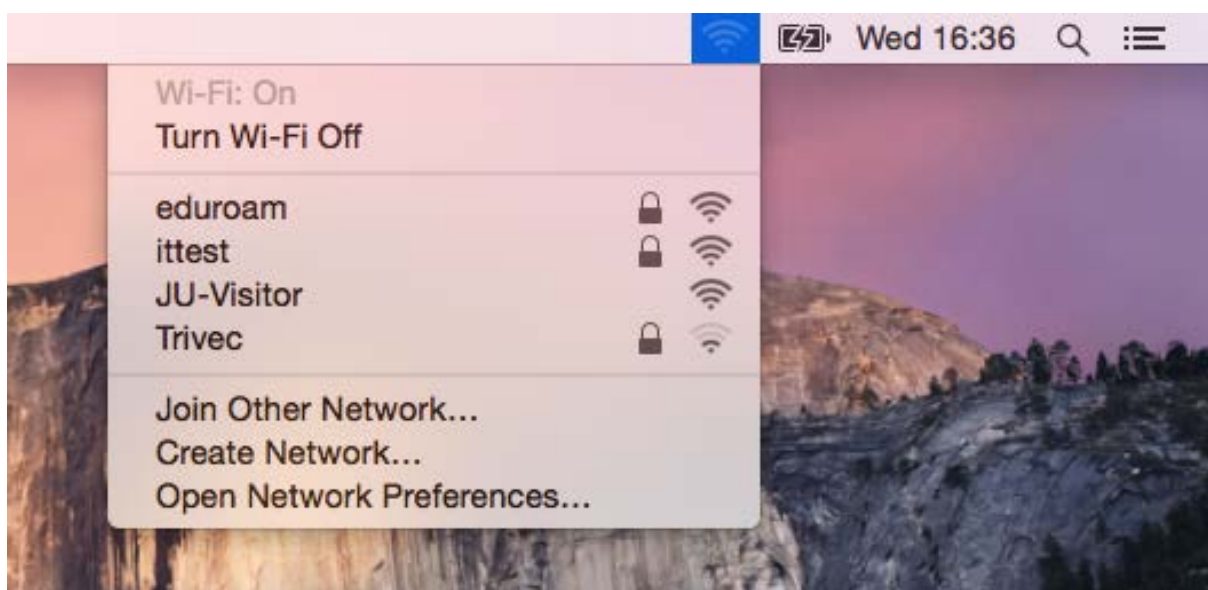 Wed 16:36
Wi-Fi: On
Turn Wi-Fi Off
eduroam
ittest
JU-Visitor
Trivec
Join Other Network...
Create Network...
Open Network Preferences...